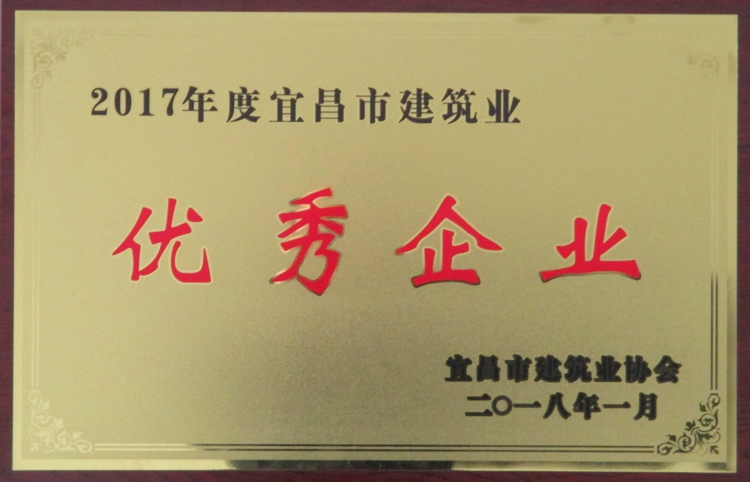 2017年度宜昌市建筑业
优秀企业
宜昌市建筑业协会
二〇一八年一月